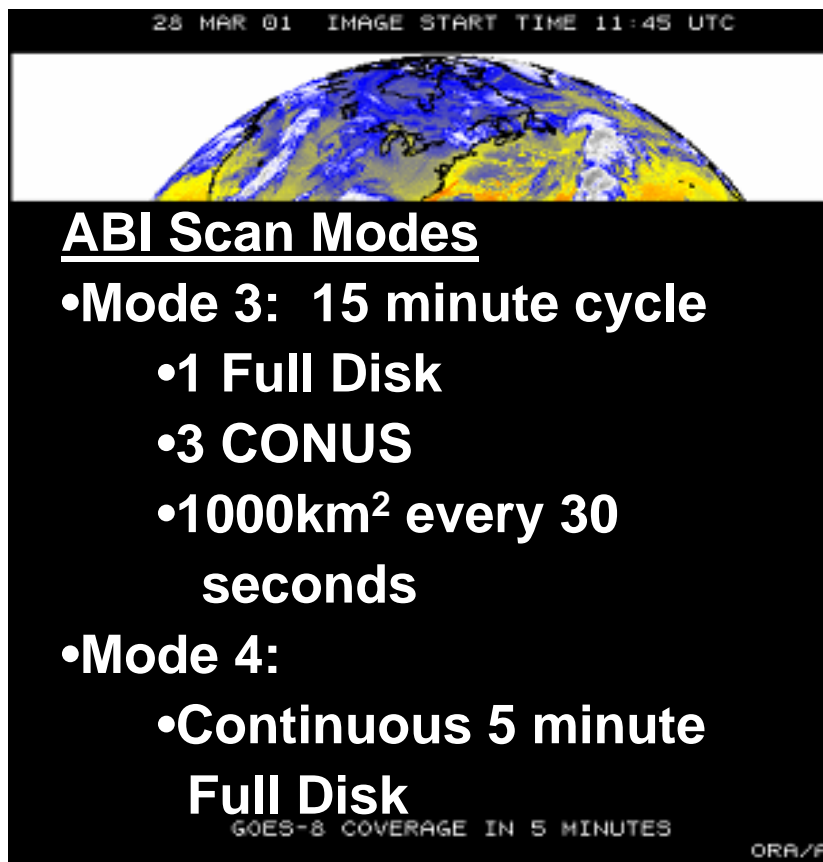 28 MAR 01 IMAGE START TIME 11:45 UTC
ABI Scan Modes
•Mode 3: 15 minute cycle
•1 Full Disk
•3 CONUS
•1000km² every 30
seconds
•Mode 4:
•Continuous 5 minute
Full Disk
GOES-8 COVERAGE IN 5 MINUTES